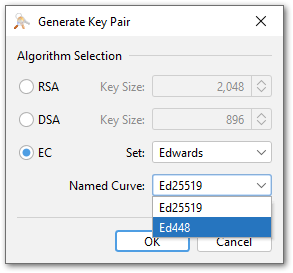 Generate Key Pair
Algorithm Selection
RSA Key Size: 2,048
DSA Key Size: 896
EC Set: Edwards
Named Curve: Ed25519
Ed25519
Ed448
OK Cancel